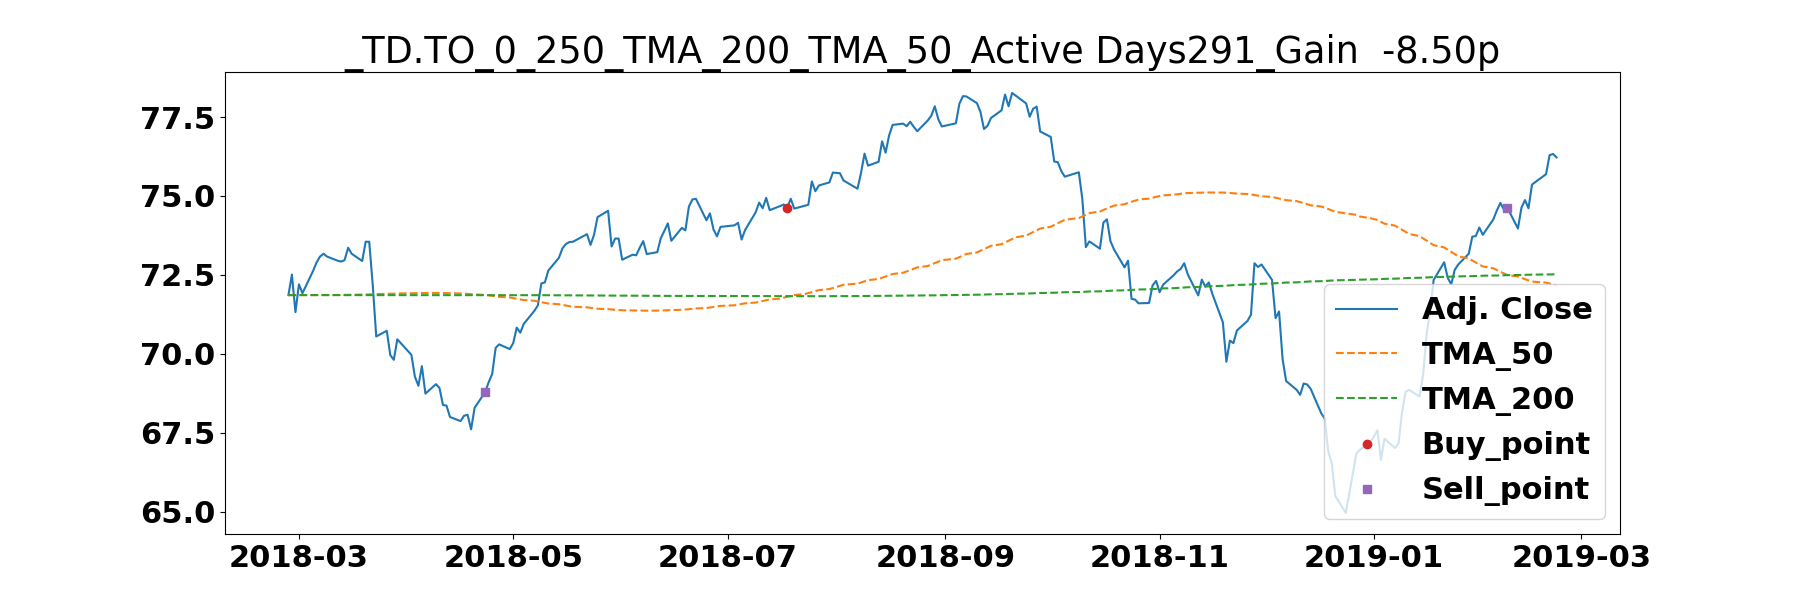 _TD.TO_0_250_TMA_200_TMA_50_Active Days291_Gain  -8.50p
77.5
75.0
72.5
70.0
67.5
65.0
Adj. Close
TMA_50
TMA_200
Buy_point
Sell_point
2018-03 2018-05 2018-07 2018-09 2018-11 2019-01 2019-03